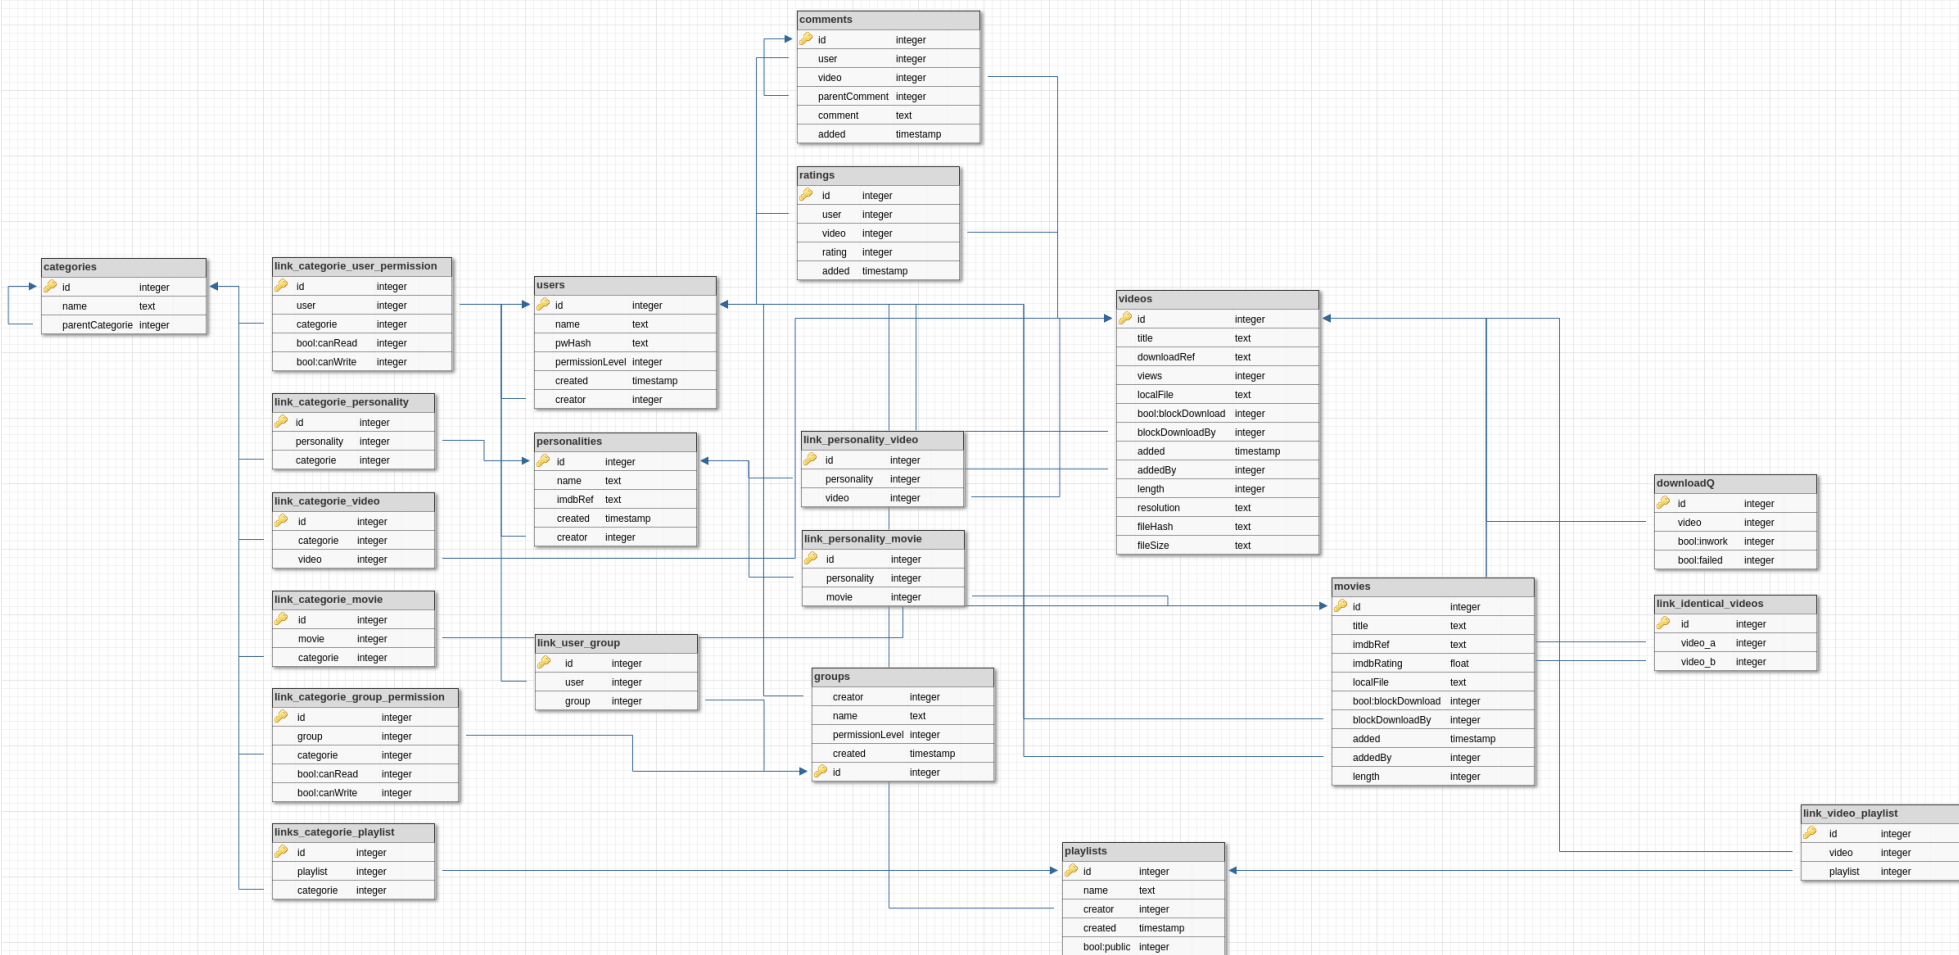 comments
id integer
user integer
video integer
parentComment integer
comment text
added timestamp
ratings
id integer
user integer
video integer
rating integer
added timestamp
categories
id integer
name text
parentCategorie integer
link_categorie_user_permission
id integer
user integer
categorie integer
bool:canRead integer
bool:canWrite integer
users
id integer
name text
pwHash text
permissionLevel integer
created timestamp
creator integer
videos
id integer
title text
downloadRef text
views integer
localFile text
bool:blockDownload integer
blockDownloadBy integer
added timestamp
addedBy integer
length integer
resolution text
fileHash text
fileSize text
link_categorie_personality
id integer
personality integer
categorie integer
personalities
id integer
name text
imdbRef text
created timestamp
creator integer
link_personality_video
id integer
personality integer
video integer
downloadQ
id integer
video integer
bool:inwork integer
bool:failed integer
link_categorie_video
id integer
categorie integer
video integer
link_personality_movie
id integer
personality integer
movie integer
movies
id integer
title text
imdbRef text
imdbRating float
localFile text
bool:blockDownload integer
blockDownloadBy integer
added timestamp
addedBy integer
length integer
link_identical_videos
id integer
video_a integer
video_b integer
link_categorie_movie
id integer
movie integer
categorie integer
link_user_group
id integer
user integer
group integer
groups
creator integer
name text
permissionLevel integer
created timestamp
id integer
link_categorie_group_permission
id integer
group integer
categorie integer
bool:canRead integer
bool:canWrite integer
links_categorie_playlist
id integer
playlist integer
categorie integer
playlists
id integer
name text
creator integer
created timestamp
bool:public integer
link_video_playlist
id integer
video integer
playlist integer